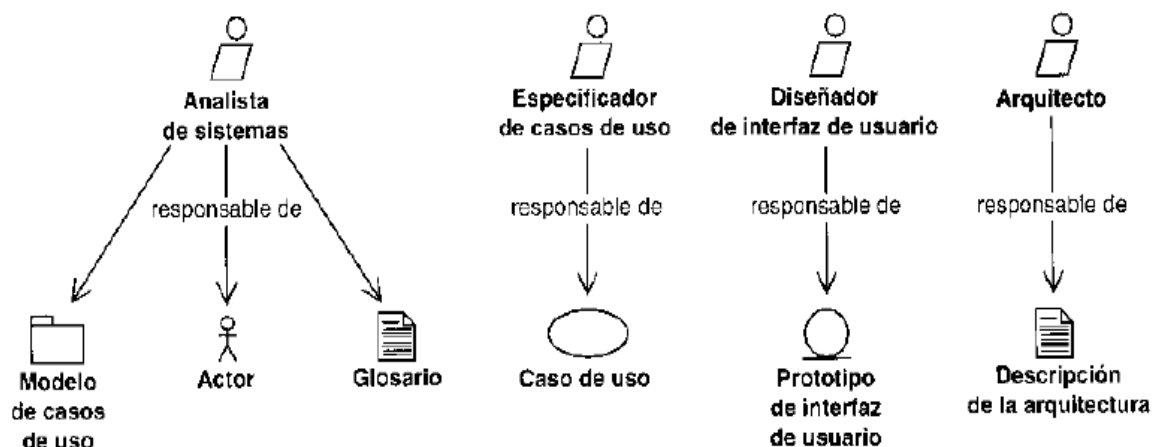 Analista
de sistemas
Especificador
de casos de uso
Diseñador
de interfaz de usuario
Arquitecto
responsable de
responsable de
responsable de
responsable de
Modelo
de casos
de uso
Actor
Glosario
Caso de uso
Prototipo
de interfaz
de usuario
Descripción
de la arquitectura